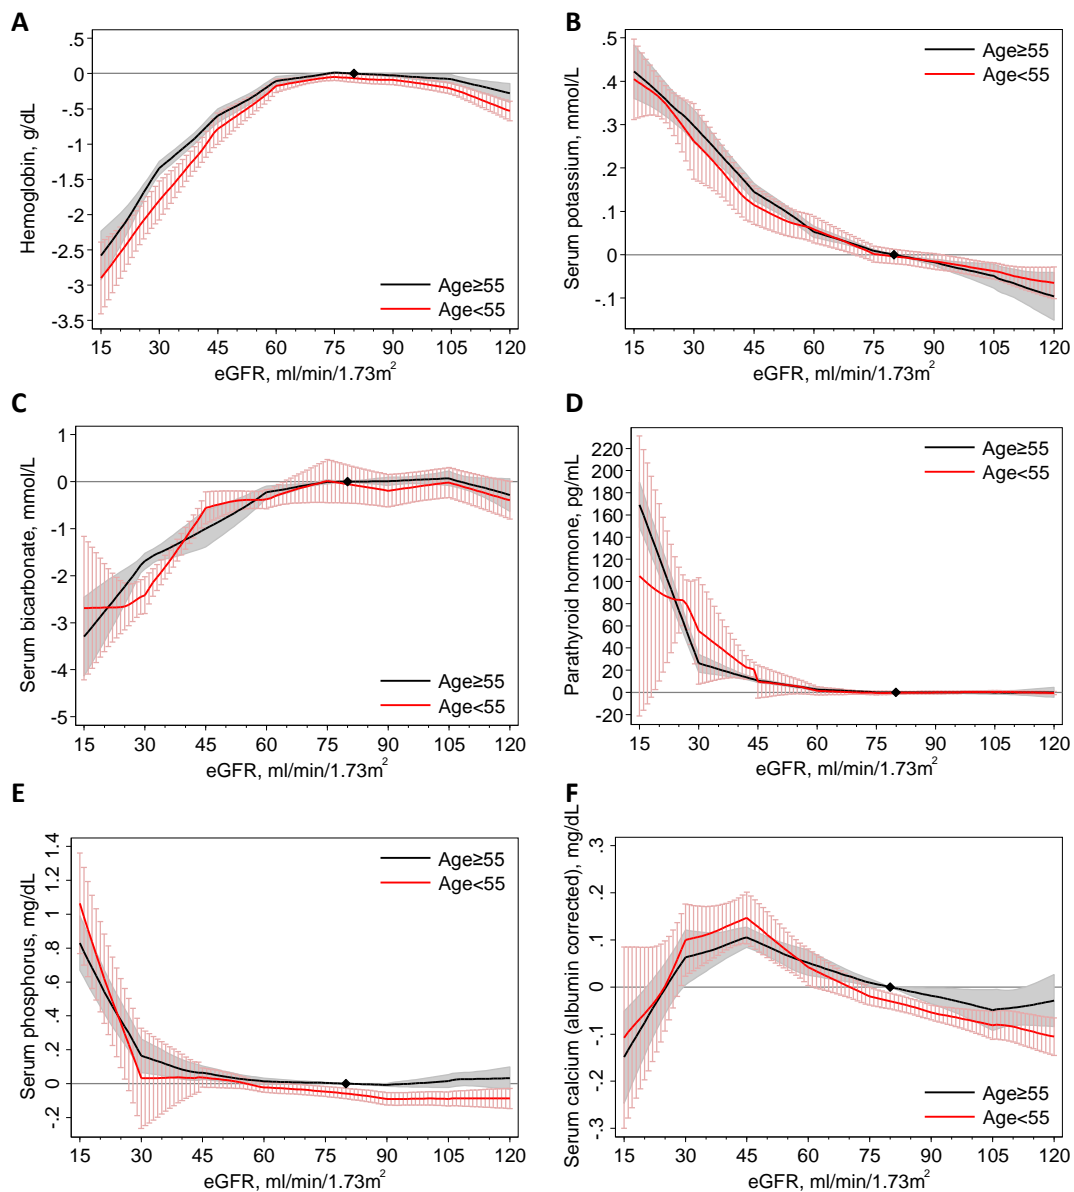 A
Hemoglobin, g/dL
.5
0
-.5
-1
-1.5
-2
-2.5
-3
-3.5
Age≥55
Age<55
15 30 45 60 75 90 105 120
eGFR, ml/min/1.73m²
B
Serum potassium, mmol/L
.5
.4
.3
.2
.1
0
-.1
Age≥55
Age<55
15 30 45 60 75 90 105 120
eGFR, ml/min/1.73m²
C
Serum bicarbonate, mmol/L
1
0
-1
-2
-3
-4
-5
Age≥55
Age<55
15 30 45 60 75 90 105 120
eGFR, ml/min/1.73m²
D
Parathyroid hormone, pg/mL
220
200
180
160
140
120
100
80
60
40
20
0
-20
Age≥55
Age<55
15 30 45 60 75 90 105 120
eGFR, ml/min/1.73m²
E
Serum phosphorus, mg/dL
1.4
1.2
1
.8
.6
.4
.2
0
-.2
Age≥55
Age<55
15 30 45 60 75 90 105 120
eGFR, ml/min/1.73m²
F
Serum calcium (albumin corrected), mg/dL
.3
.2
.1
0
-.1
-.2
-.3
Age≥55
Age<55
15 30 45 60 75 90 105 120
eGFR, ml/min/1.73m²